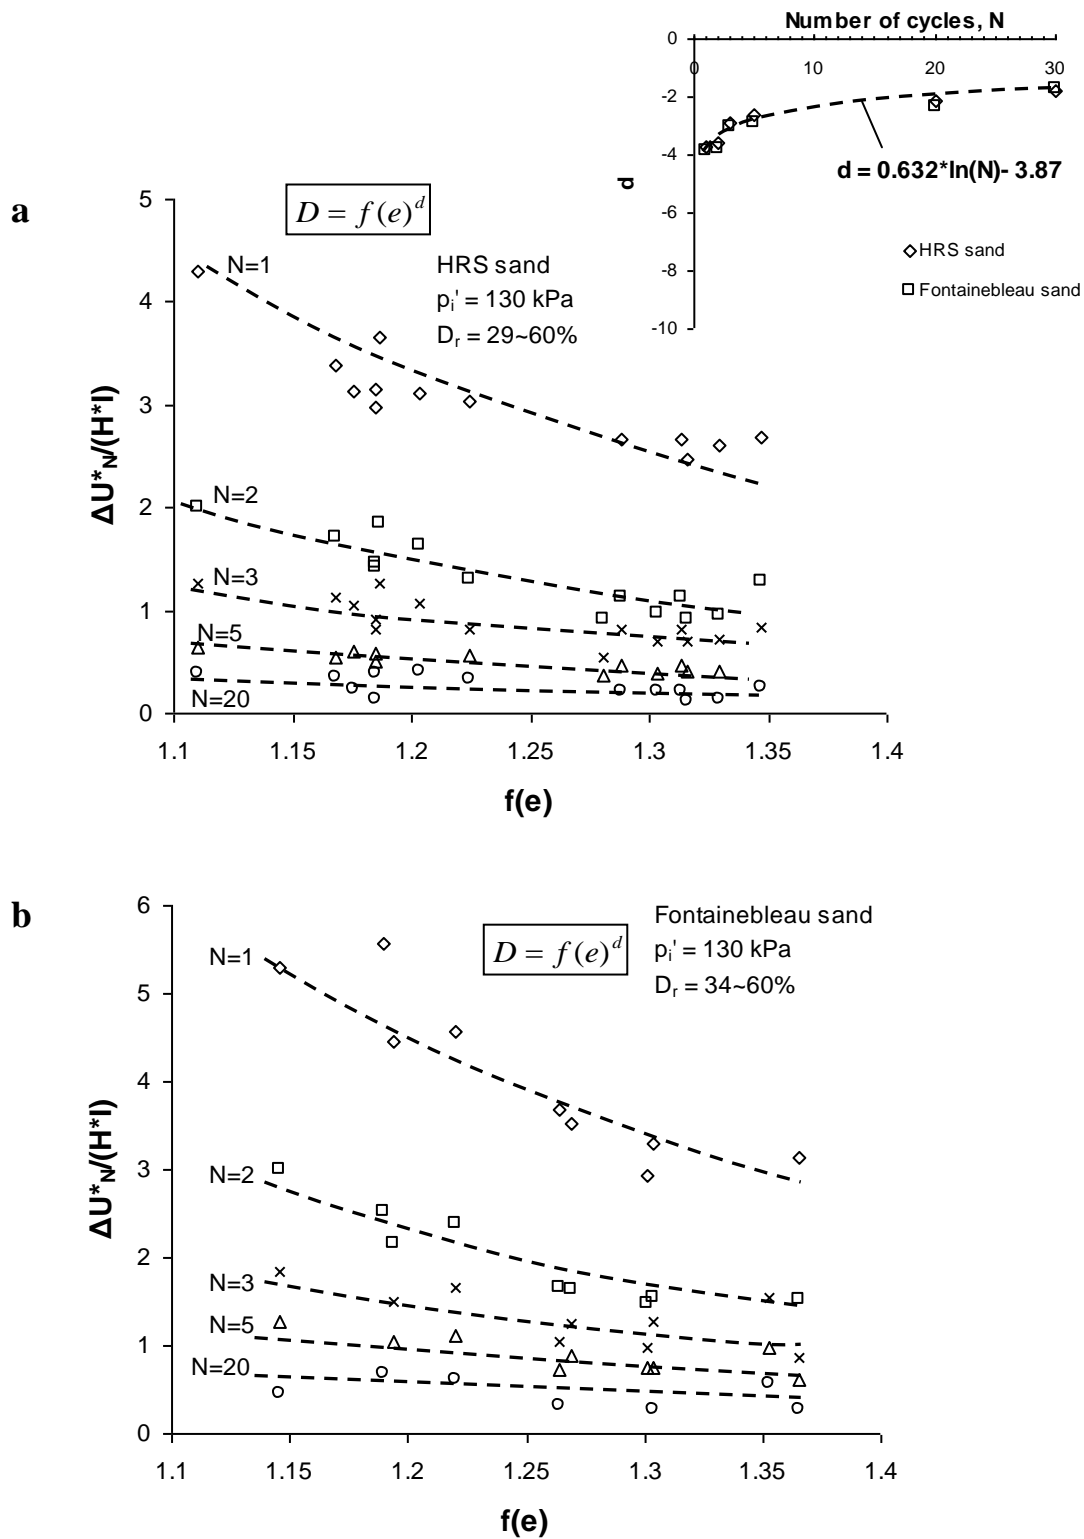 Number of cycles, N
0
0
10
20
30
-2
-4
d = 0.632*ln(N)- 3.87
d
-6
HRS sand
-8
Fontainebleau sand
-10
a
5
D = f(e)^d
N=1
HRS sand
p_i' = 130 kPa
D_r = 29~60%
4
3
ΔU*_N/(H*I)
N=2
2
N=3
1
N=5
N=20
0
1.1
1.15
1.2
1.25
1.3
1.35
1.4
f(e)
b
6
Fontainebleau sand
D = f(e)^d
p_i' = 130 kPa
D_r = 34~60%
N=1
5
4
ΔU*_N/(H*I)
3
N=2
2
N=3
N=5
1
N=20
0
1.1
1.15
1.2
1.25
1.3
1.35
1.4
f(e)